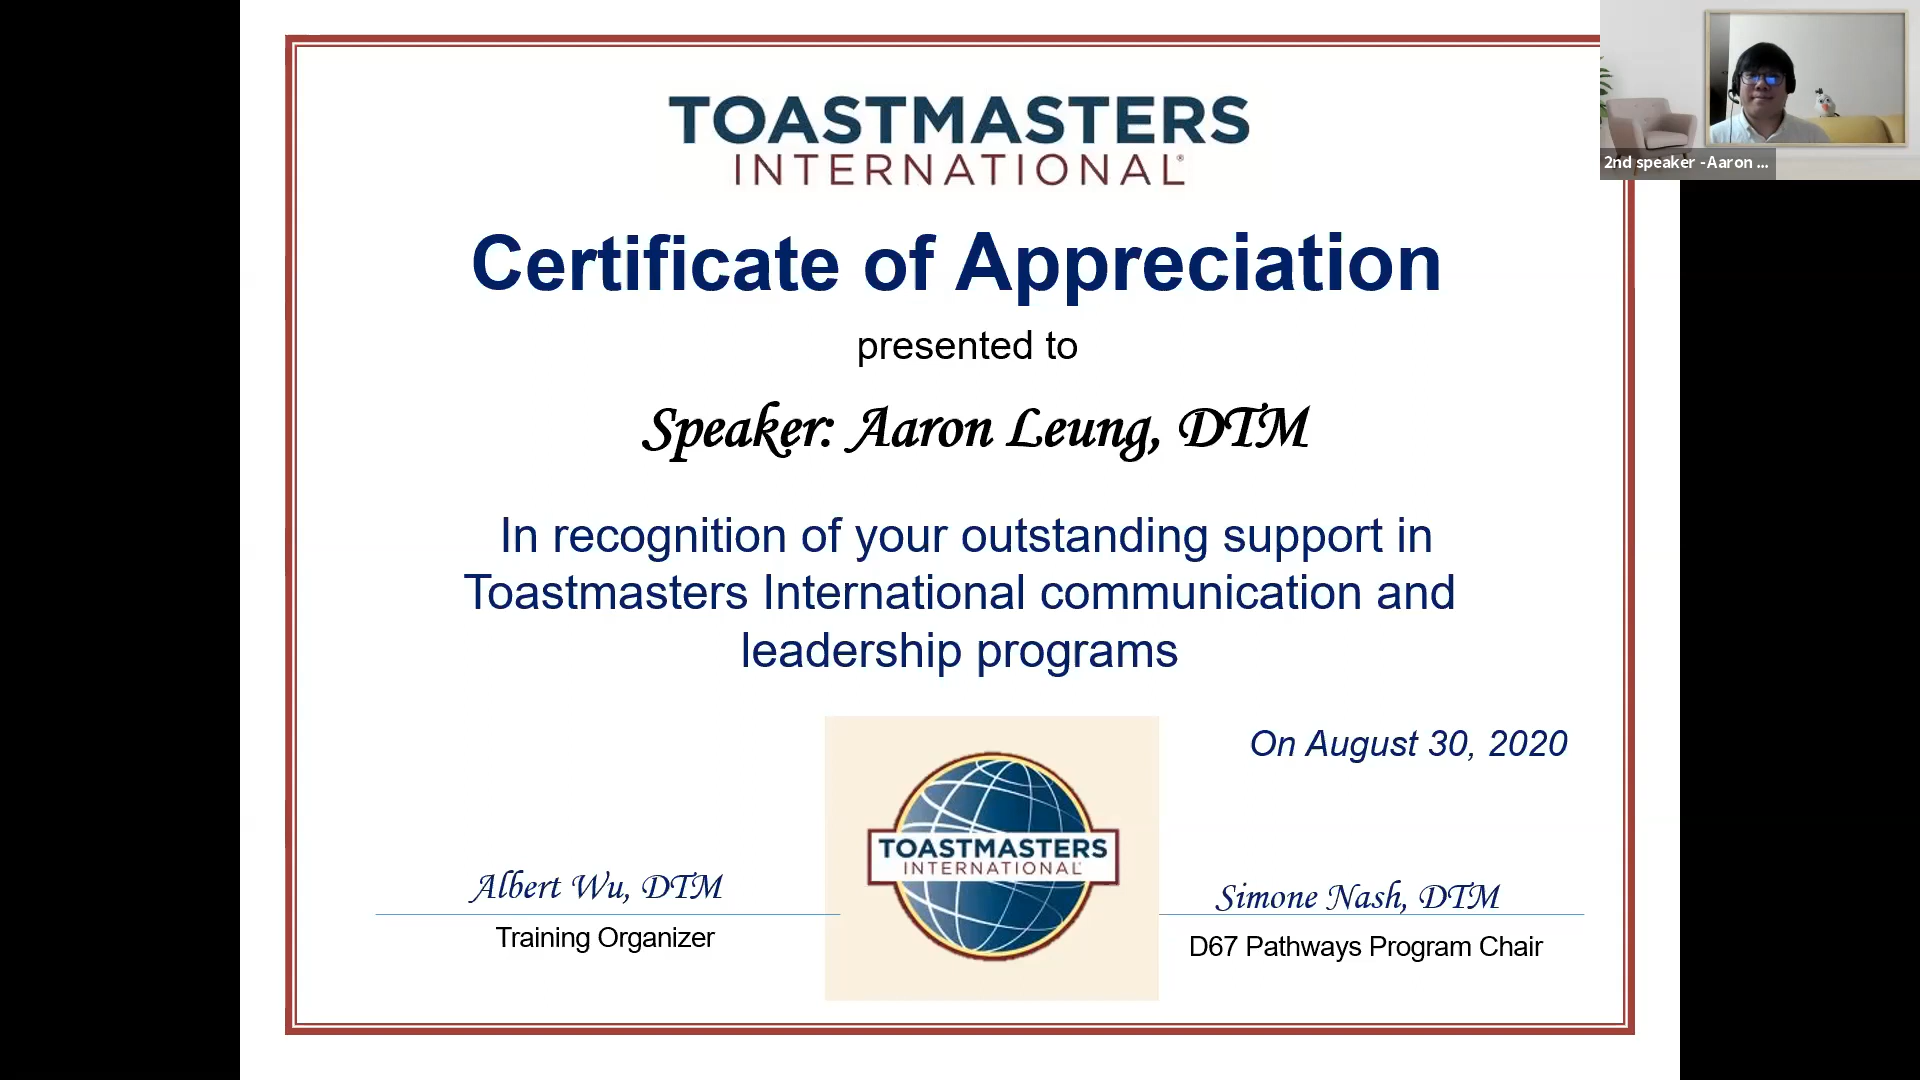 TOASTMASTERS
INTERNATIONAL®
2nd speaker -Aaron ...
Certificate of Appreciation
presented to
Speaker: Aaron Leung, DTM
In recognition of your outstanding support in
Toastmasters International communication and
leadership programs
On August 30, 2020
TOASTMASTERS
INTERNATIONAL
Albert Wu, DTM
Training Organizer
Simone Nash, DTM
D67 Pathways Program Chair